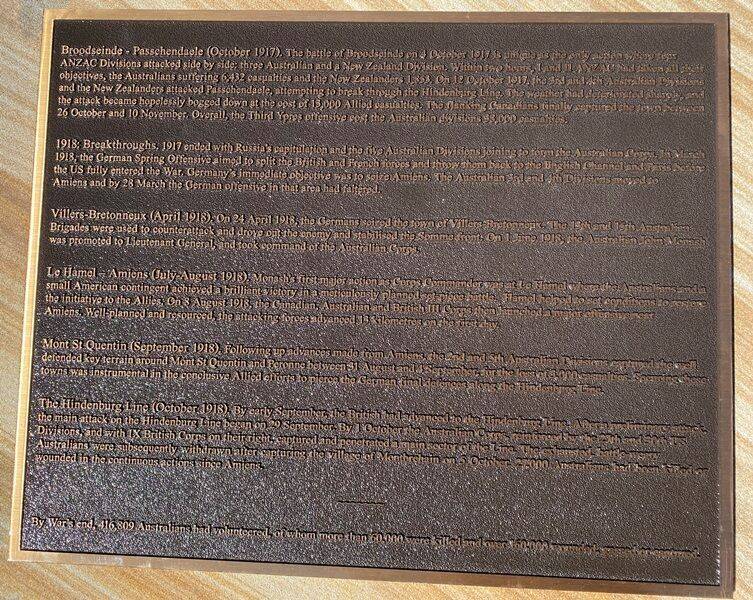 Broodseinde - Passchendaele (October 1917). The battle of Broodseinde on 4 October 1917 is unique as the only action where
ANZAC Divisions attacked side by side: three Australian and a New Zealand Division. Within two hours, I and II ANZAC had taken all their
objectives, the Australians suffering 6,432 casualties and the New Zealanders 1,853. On 12 October 1917, the 3rd and 4th Australian Divisions
and the New Zealanders attacked Passchendaele, attempting to break through the Hindenburg Line. The weather had deteriorated sharply, and
the attack became hopelessly bogged down at the cost of 13,000 Allied casualties. The flanking Canadians finally captured the town between
26 October and 10 November. Overall, the Third Ypres offensive cost the Australian divisions 38,000 casualties.
1918: Breakthroughs. 1917 ended with Russia's capitulation and the five Australian Divisions joining to form the Australian Corps. In March
1918, the German Spring Offensive aimed to split the British and French forces and throw them back to the English Channel and Paris before
the US fully entered the War. Germany's immediate objective was to seize Amiens. The Australian 3rd and 4th Divisions moved to
Amiens and by 28 March the German offensive in that area had faltered.
Villers-Bretonneux (April 1918). On 24 April 1918, the Germans seized the town of Villers-Bretonneux. The 13th and 15th Australian
Brigades were used to counterattack and drove out the enemy and stabilised the Somme front. On 1 June 1918, the Australian John Monash
was promoted to Lieutenant General, and took command of the Australian Corps.
Le Hamel – Amiens (July-August 1918). Monash's first major action as Corps Commander was at Le Hamel, where the Australians and a
small American contingent achieved a brilliant victory in a meticulously planned set-piece battle. Hamel helped to set conditions to
the initiative to the Allies. On 8 August 1918, the Canadian, Australian and British III Corps then launched a major offensive near
Amiens. Well-planned and resourced, the attacking forces advanced 13 kilometres on the first day.
Mont St Quentin (September 1918). Following up advances made from Amiens, the 2nd and 5th Australian Divisions captured the well
defended key terrain around Mont St Quentin and Peronne between 31 August and 3 September, for the loss of 3,000 casualties. Securing these
towns was instrumental in the conclusive Allied efforts to pierce the German final defences along the Hindenburg Line.
The Hindenburg Line (October 1918). By early September, the British had advanced to the Hindenburg Line. After preliminary attacks,
the main attack on the Hindenburg Line began on 29 September. By 1 October the Australian Corps, reinforced by the 27th and 30th US
Divisions, and with IX British Corps on their right, captured and penetrated a main sector of the Line. The exhausted, battle-weary
Australians were subsequently withdrawn after capturing the village of Montbrehain on 5 October. Australians had been killed or
wounded in the continuous actions since Amiens.
By War's end, 416,809 Australians had volunteered, of whom more than 60,000 were killed and over 160,000 wounded, gassed or captured.